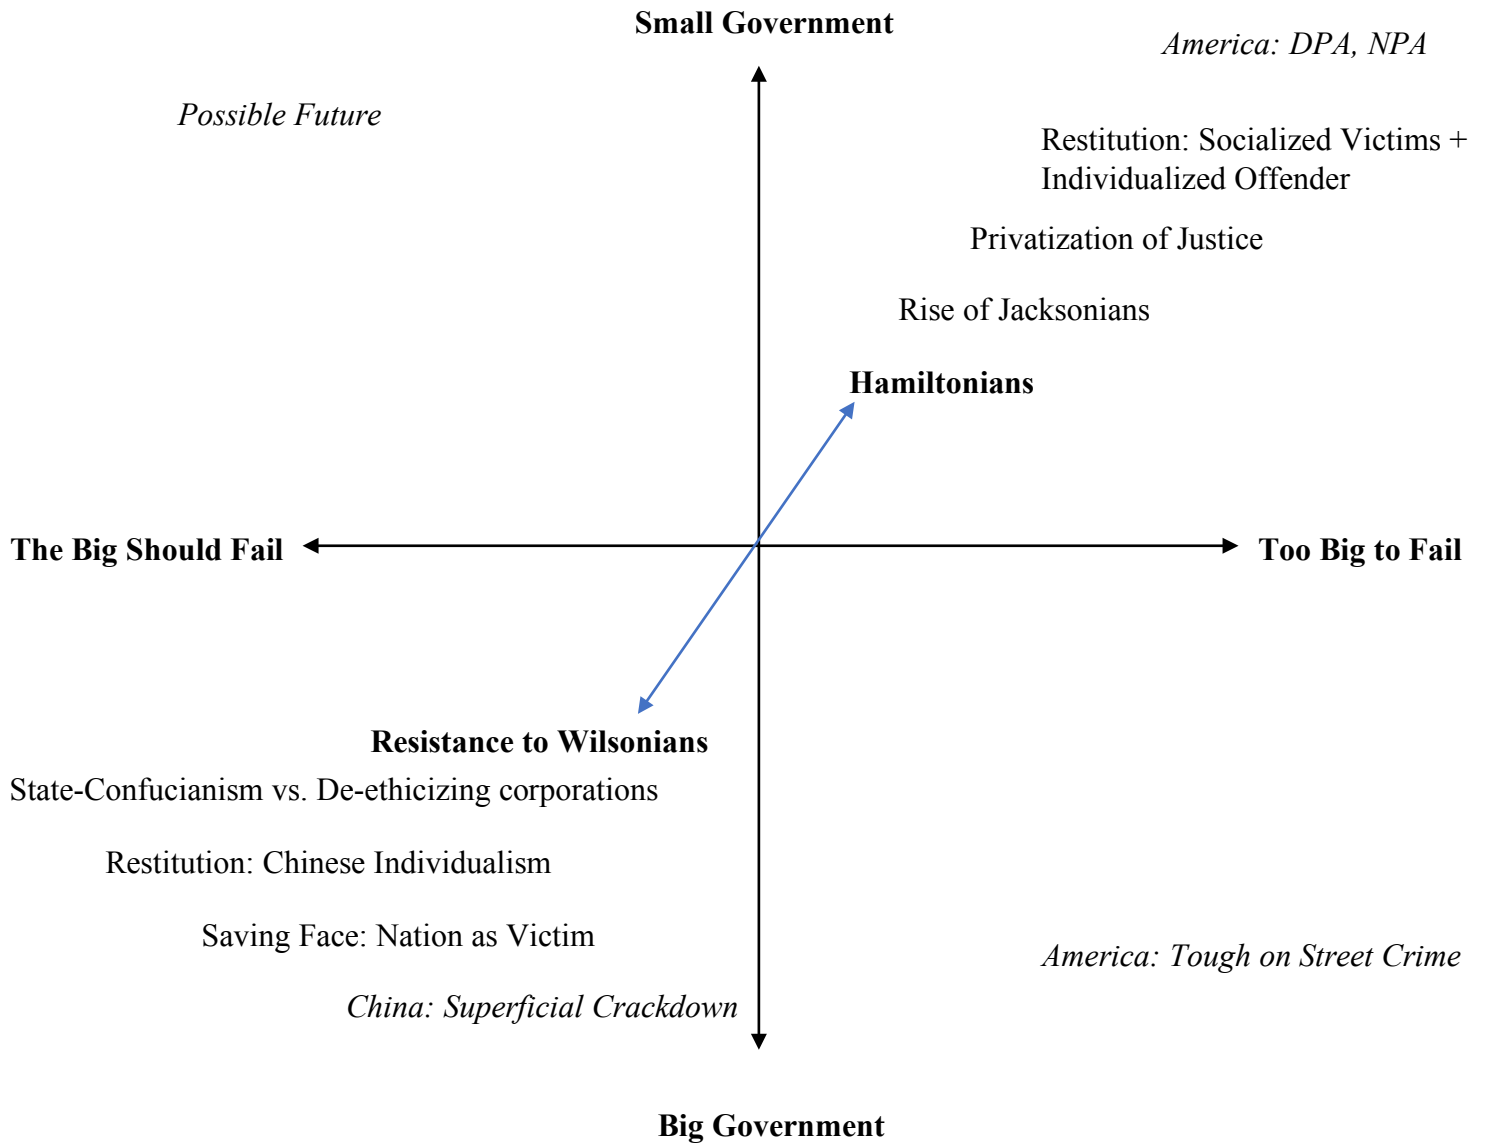 Small Government
America: DPA, NPA
Possible Future
Restitution: Socialized Victims +
Individualized Offender
Privatization of Justice
Rise of Jacksonians
Hamiltonians
The Big Should Fail
Too Big to Fail
Resistance to Wilsonians
State-Confucianism vs. De-ethicizing corporations
Restitution: Chinese Individualism
Saving Face: Nation as Victim
America: Tough on Street Crime
China: Superficial Crackdown
Big Government